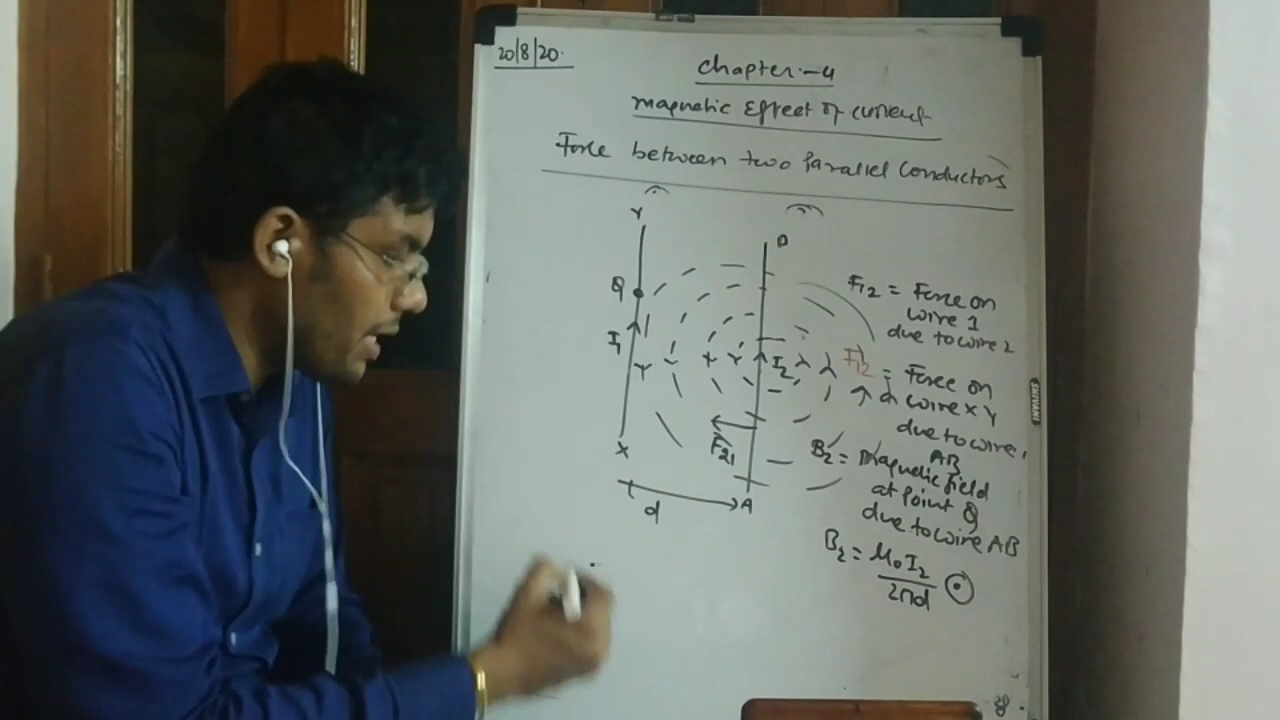 20/8/20.
Chapter:-4
magnetic Effect of current
Force between two Parallel Conductors
Y
B
Q
I1
I2
X
F21
d
A
F12 = Force on
wire 1
due to wire 2
F12 = Force on
wire XY
due to wire
AB
B2 = magnetic field
at point Q
due to wire AB
B2 = μ0I2
2πd
SHIVANI